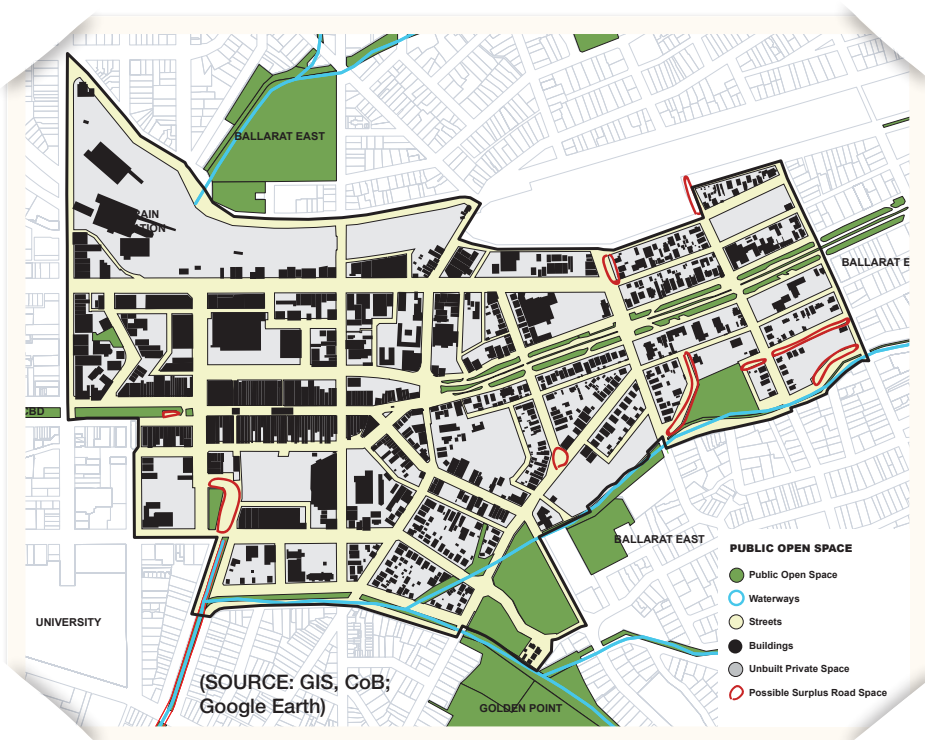 BALLARAT EAST
BALLARAT E
CBD
BALLARAT EAST
UNIVERSITY
GOLDEN POINT
(SOURCE: GIS, CoB;
Google Earth)
PUBLIC OPEN SPACE
Public Open Space
Waterways
Streets
Buildings
Unbuilt Private Space
Possible Surplus Road Space